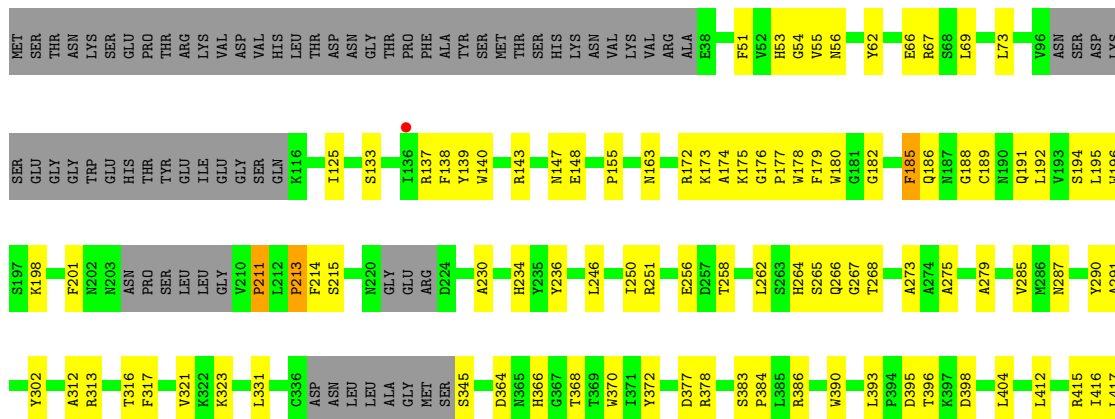 MET SER THR ASN LYS SER GLU PRO THR ARG LYS VAL ASP VAL HIS LEU THR ASP ASN GLY THR PRO PHE ALA TYR SER MET THR SER HIS LYS ASN VAL LYS VAL ARG ALA E38 F51 V52 H53 G54 V55 N56 Y62 E66 R67 S68 L69 L73 V96 ASN SER ASP LYS
SER GLU GLY GLY TRP GLU HIS THR TYR GLU ILE GLU GLY SER GLN K116 I125 S133 I136 R137 F138 Y139 W140 R143 N147 E148 P155 N163 R172 K173 A174 K175 G176 P177 W178 F179 W180 G181 G182 F185 Q186 N187 G188 C189 N190 Q191 L192 V193 S194 L195 W196
S197 K198 F201 N202 N203 ASN PRO SER LEU LEU GLY V210 P211 L212 P213 F214 S215 N220 GLY GLU ARG D224 A230 H234 Y235 Y236 L246 I250 R251 E256 D257 T258 L262 S263 H264 S265 Q266 G267 T268 A273 A274 A275 A279 V285 M286 N287 Y290 A291
Y302 A312 R313 T316 F317 V321 K322 K323 L331 C336 ASP ASN LEU LEU ALA GLY MET SER S345 D364 N365 H366 G367 T368 T369 W370 I371 Y372 D377 R378 S383 P384 L385 R386 W390 L393 P394 D395 T396 K397 D398 L404 L412 R415 I416